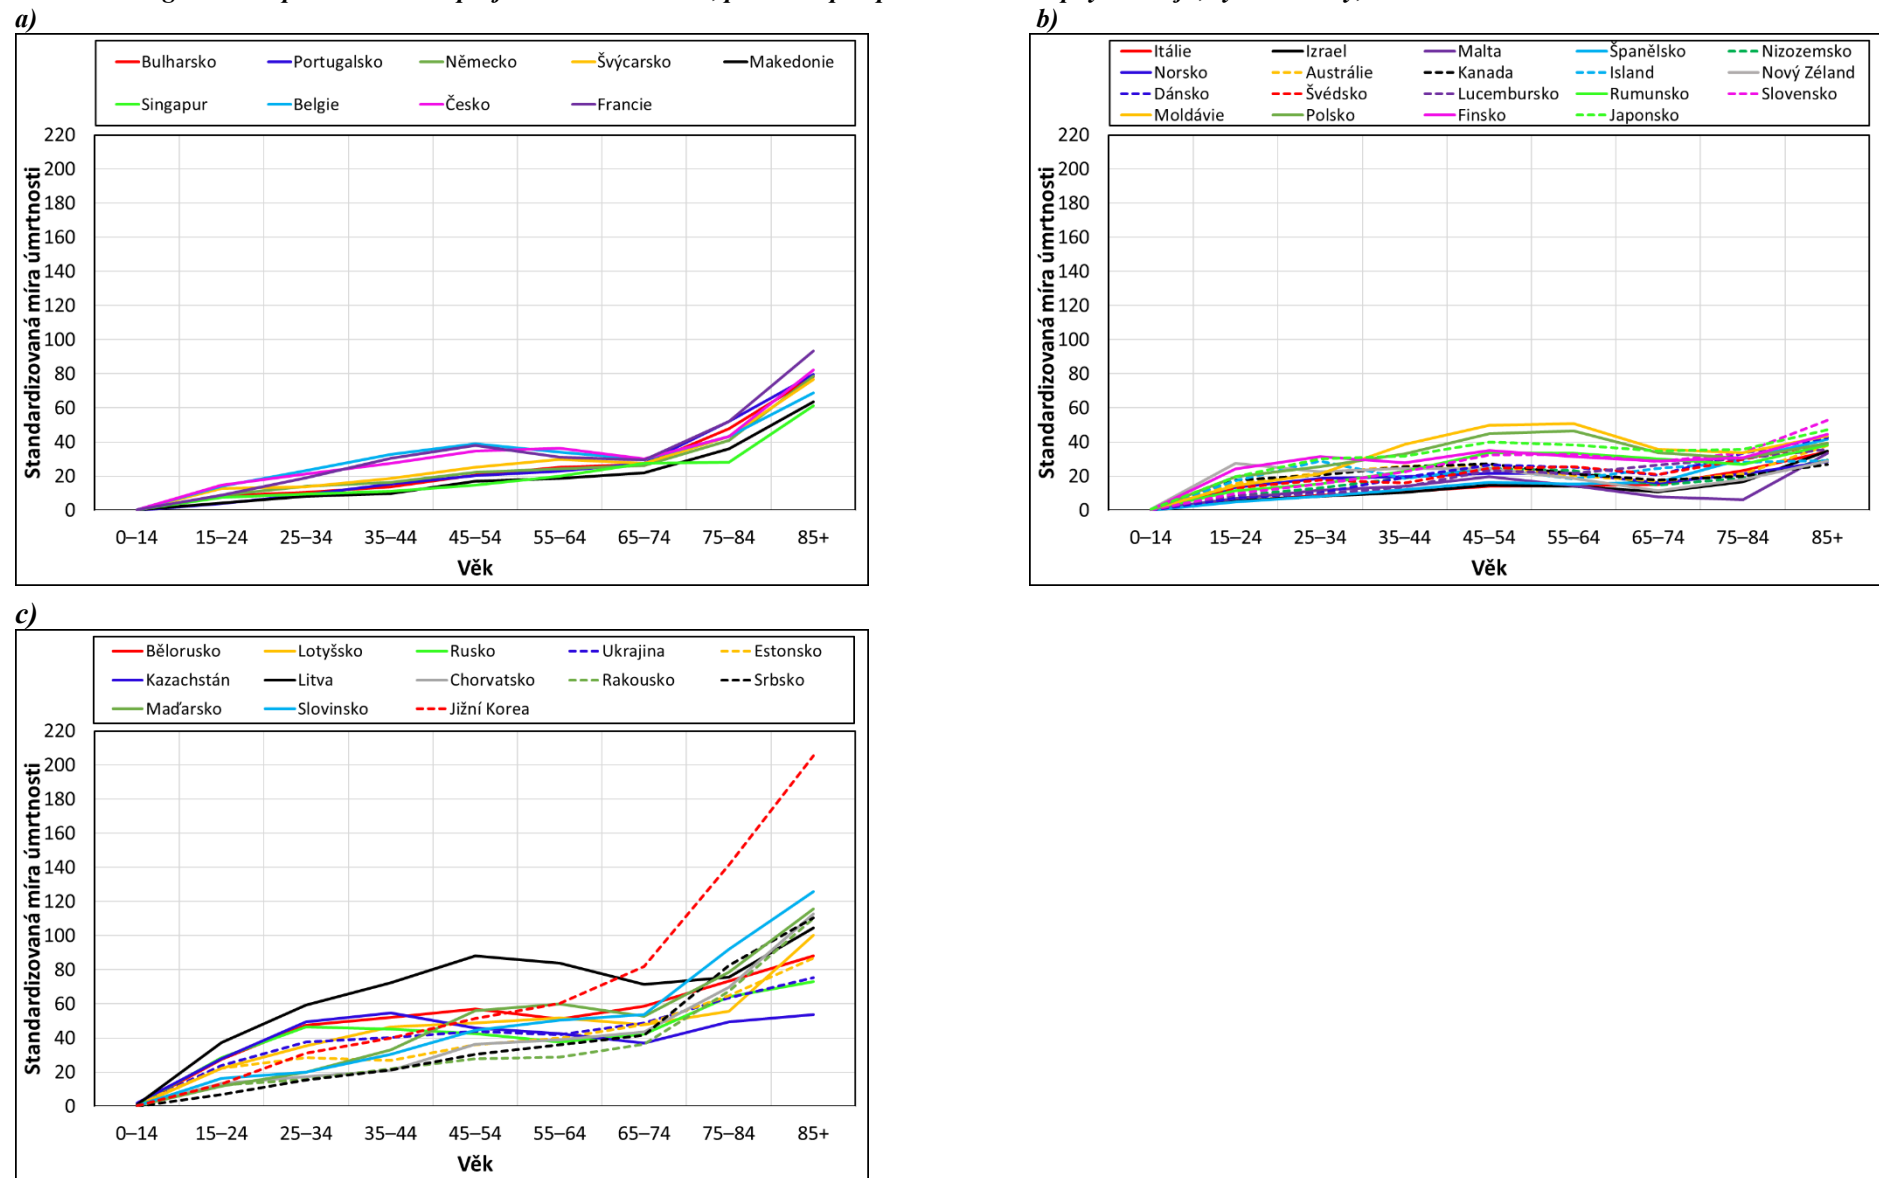 a)
Bulharsko Portugalsko Německo Švýcarsko Makedonie
Singapur Belgie Česko Francie
Standardizovaná míra úmrtnosti
220
200
180
160
140
120
100
80
60
40
20
0
0–14 15–24 25–34 35–44 45–54 55–64 65–74 75–84 85+
Věk
b)
Itálie Izrael Malta Španělsko Nizozemsko
Norsko Austrálie Kanada Island Nový Zéland
Dánsko Švédsko Lucembursko Rumunsko Slovensko
Moldávie Polsko Finsko Japonsko
Standardizovaná míra úmrtnosti
220
200
180
160
140
120
100
80
60
40
20
0
0–14 15–24 25–34 35–44 45–54 55–64 65–74 75–84 85+
Věk
c)
Bělorusko Lotyšsko Rusko Ukrajina Estonsko
Kazachstán Litva Chorvatsko Rakousko Srbsko
Maďarsko Slovinsko Jižní Korea
Standardizovaná míra úmrtnosti
220
200
180
160
140
120
100
80
60
40
20
0
0–14 15–24 25–34 35–44 45–54 55–64 65–74 75–84 85+
Věk